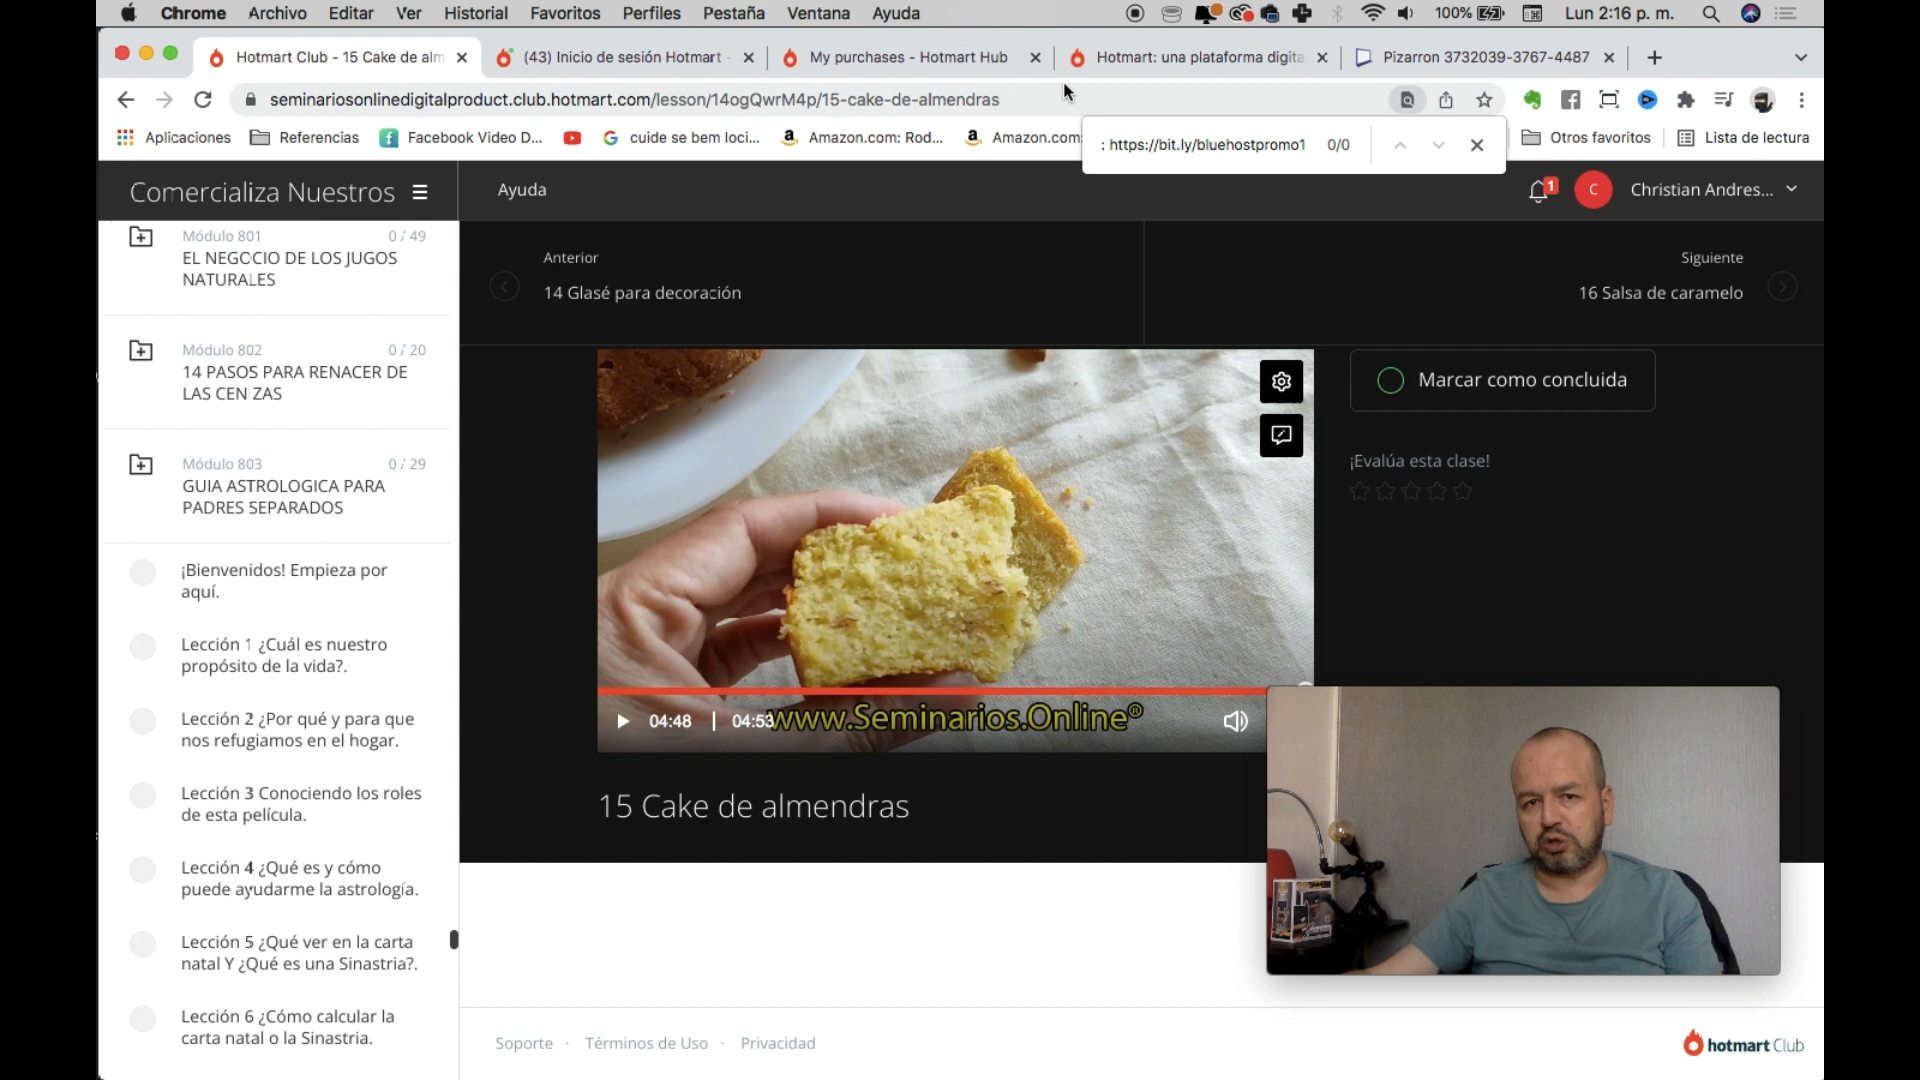 Chrome Archivo Editar Ver Historial Favoritos Perfiles Pestaña Ventana Ayuda 100% Lun 2:16 p. m.
Hotmart Club - 15 Cake de alm (43) Inicio de sesión Hotmart - My purchases - Hotmart Hub Hotmart: una plataforma digita Pizarron 3732039-3767-4487
seminariosonlinedigitalproduct.club.hotmart.com/lesson/14ogQwrM4p/15-cake-de-almendras
Aplicaciones Referencias Facebook Video D... cuide se bem loci... Amazon.com: Rod... Amazon.com: Otros favoritos Lista de lectura
: https://bit.ly/bluehostpromo1 0/0
Comercializa Nuestros Ayuda 1 C Christian Andres...
Módulo 801 0 / 49
EL NEGOCIO DE LOS JUGOS
NATURALES
Módulo 802 0 / 20
14 PASOS PARA RENACER DE
LAS CENIZAS
Módulo 803 0 / 29
GUIA ASTROLOGICA PARA
PADRES SEPARADOS
¡Bienvenidos! Empieza por
aquí.
Lección 1 ¿Cuál es nuestro
propósito de la vida?.
Lección 2 ¿Por qué y para que
nos refugiamos en el hogar.
Lección 3 Conociendo los roles
de esta película.
Lección 4 ¿Qué es y cómo
puede ayudarme la astrología.
Lección 5 ¿Qué ver en la carta
natal Y ¿Qué es una Sinastria?.
Lección 6 ¿Cómo calcular la
carta natal o la Sinastria.
Anterior
14 Glasé para decoración
Siguiente
16 Salsa de caramelo
Marcar como concluida
¡Evalúa esta clase!
04:48 | 04:53
www.Seminarios.Online®
15 Cake de almendras
Soporte · Términos de Uso · Privacidad
hotmart Club